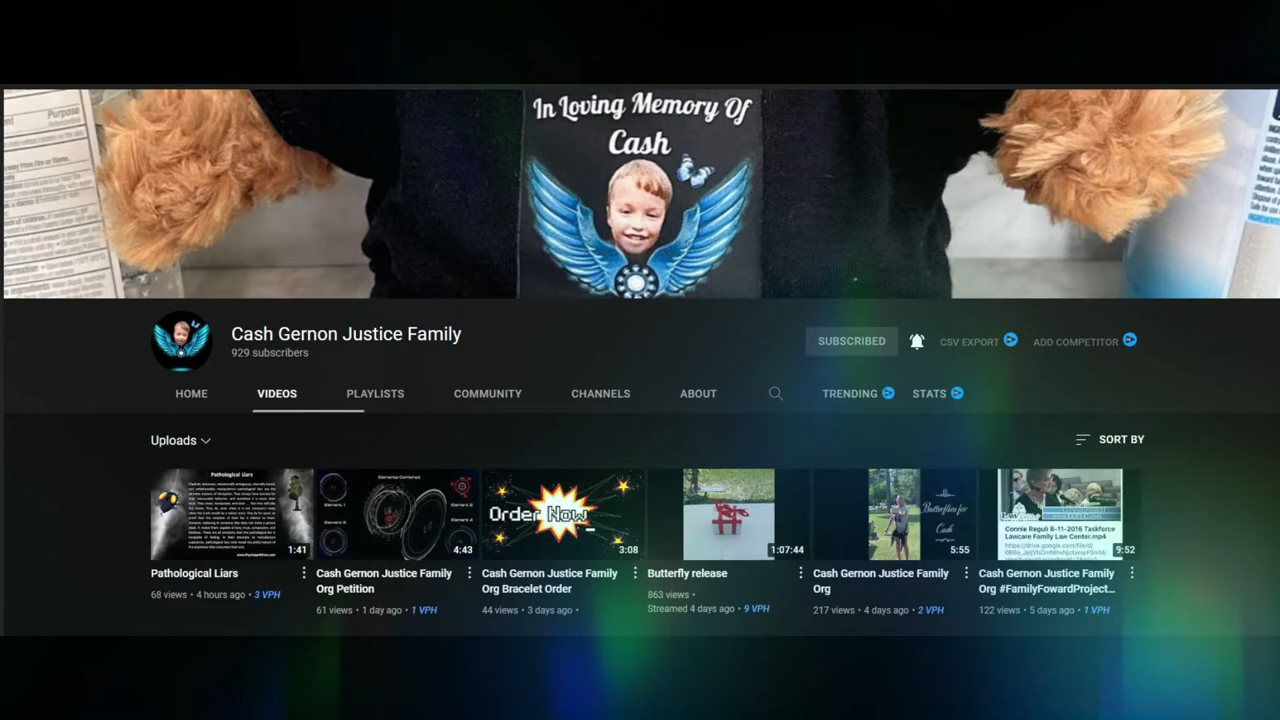 Purpose
In Loving Memory Of
Cash
Cash Gernon Justice Family
929 subscribers
SUBSCRIBED
CSV EXPORT
ADD COMPETITOR
HOME
VIDEOS
PLAYLISTS
COMMUNITY
CHANNELS
ABOUT
TRENDING
STATS
Uploads
SORT BY
Pathological Liars
1:41
Elements Combined
4:43
Order Now_
3:08
1:07:44
Butterflies for
Cash
5:55
Connie Reguli 8-11-2016 Taskforce
Lawcare Family Law Center.mp4
9:52
Pathological Liars
68 views • 4 hours ago • 3 VPH
Cash Gernon Justice Family
Org Petition
61 views • 1 day ago • 1 VPH
Cash Gernon Justice Family
Org Bracelet Order
44 views • 3 days ago •
Butterfly release
863 views •
Streamed 4 days ago • 9 VPH
Cash Gernon Justice Family
Org
217 views • 4 days ago • 2 VPH
Cash Gernon Justice Family
Org #FamilyFowardProject...
122 views • 5 days ago • 1 VPH